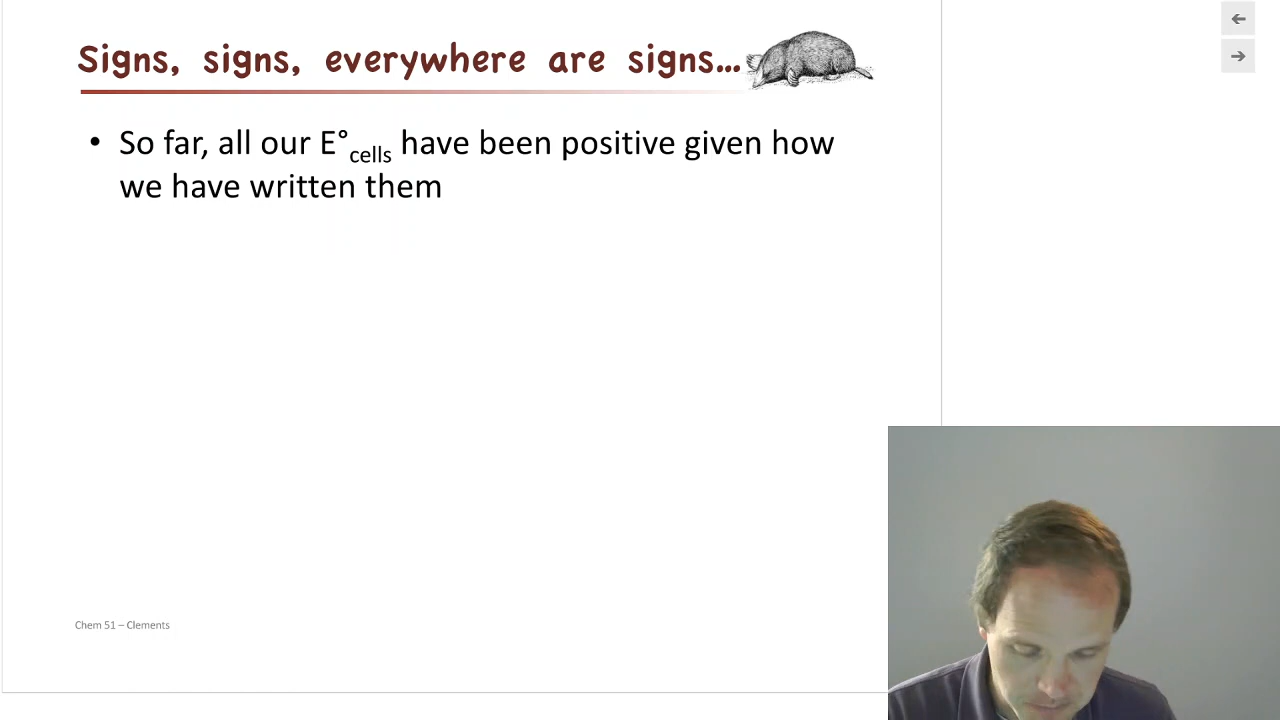 Signs, signs, everywhere are signs...
• So far, all our E°cells have been positive given how
we have written them
Chem 51 – Clements